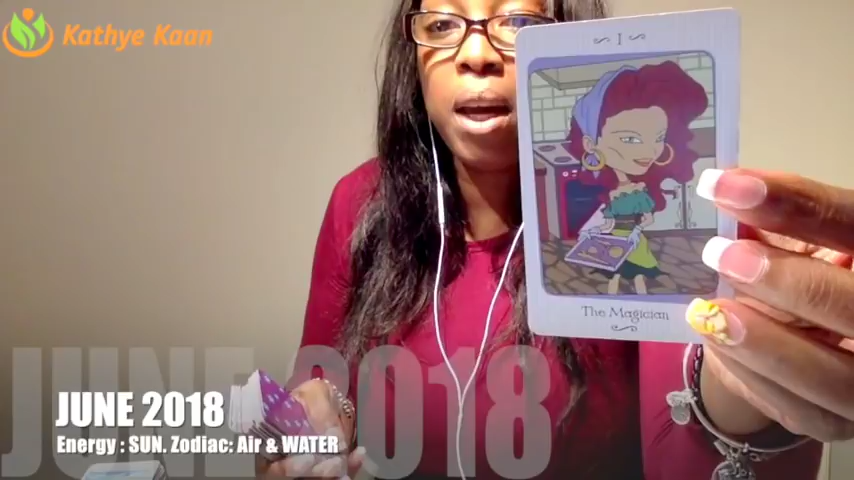 Kathye Kaan
I
The Magician
JUNE 2018
JUNE 2018
Energy : SUN. Zodiac: Air & WATER